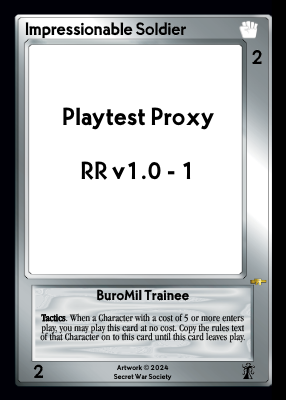 Impressionable Soldier
2
Playtest Proxy
RR v1.0 - 1
BuroMil Trainee
Tactics. When a Character with a cost of 5 or more enters
play, you may play this card at no cost. Copy the rules text
of that Character on to this card until this card leaves play.
2
Artwork © 2024
Secret War Society